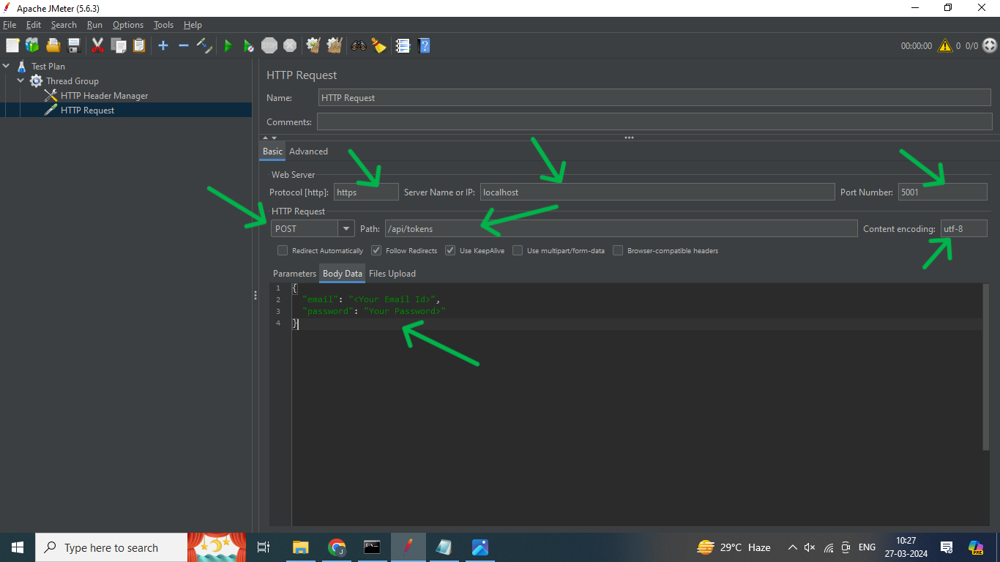 Apache JMeter (5.6.3)
File Edit Search Run Options Tools Help
STOP
00:00:00 0 0/0
Test Plan
Thread Group
HTTP Header Manager
HTTP Request
HTTP Request
Name: HTTP Request
Comments:
Basic Advanced
Web Server
Protocol [http]: https Server Name or IP: localhost Port Number: 5001
HTTP Request
POST Path: /api/tokens Content encoding: utf-8
Redirect Automatically Follow Redirects Use KeepAlive Use multipart/form-data Browser-compatible headers
Parameters Body Data Files Upload
1 {
2 "email": "<Your Email Id>",
3 "password": "Your Password>"
4 }
Type here to search
29°C Haze
ENG
10:27
27-03-2024
PRE